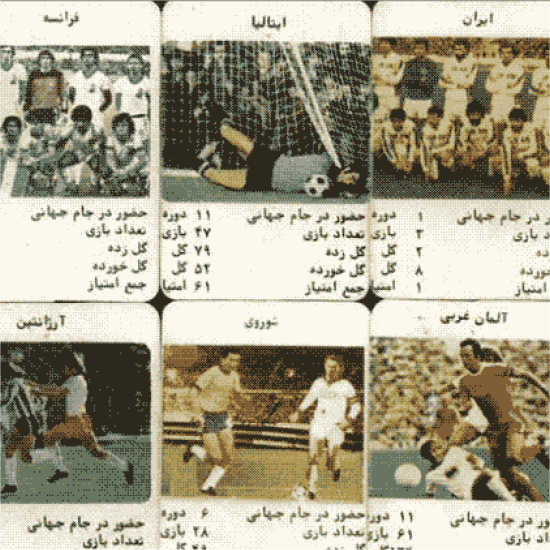 ایران
حضور در جام جهانی ۱ دوره
تعداد بازی ۳ بازی
گل زده ۲ گل
گل خورده ۸ گل
جمع امتیاز ۱ امتیاز
ایتالیا
حضور در جام جهانی ۱۱ دوره
تعداد بازی ۴۷ بازی
گل زده ۷۹ گل
گل خورده ۵۲ گل
جمع امتیاز ۶۱ امتیاز
فرانسه
حضور در جام جهانی
تعداد بازی
گل زده
گل خورده
جمع امتیاز
آلمان غربی
حضور در جام جهانی ۱۱ دوره
تعداد بازی ۶۱ بازی
شوروی
حضور در جام جهانی ۶ دوره
تعداد بازی ۲۸ بازی
آرژانتین
حضور در جام جهانی
تعداد بازی